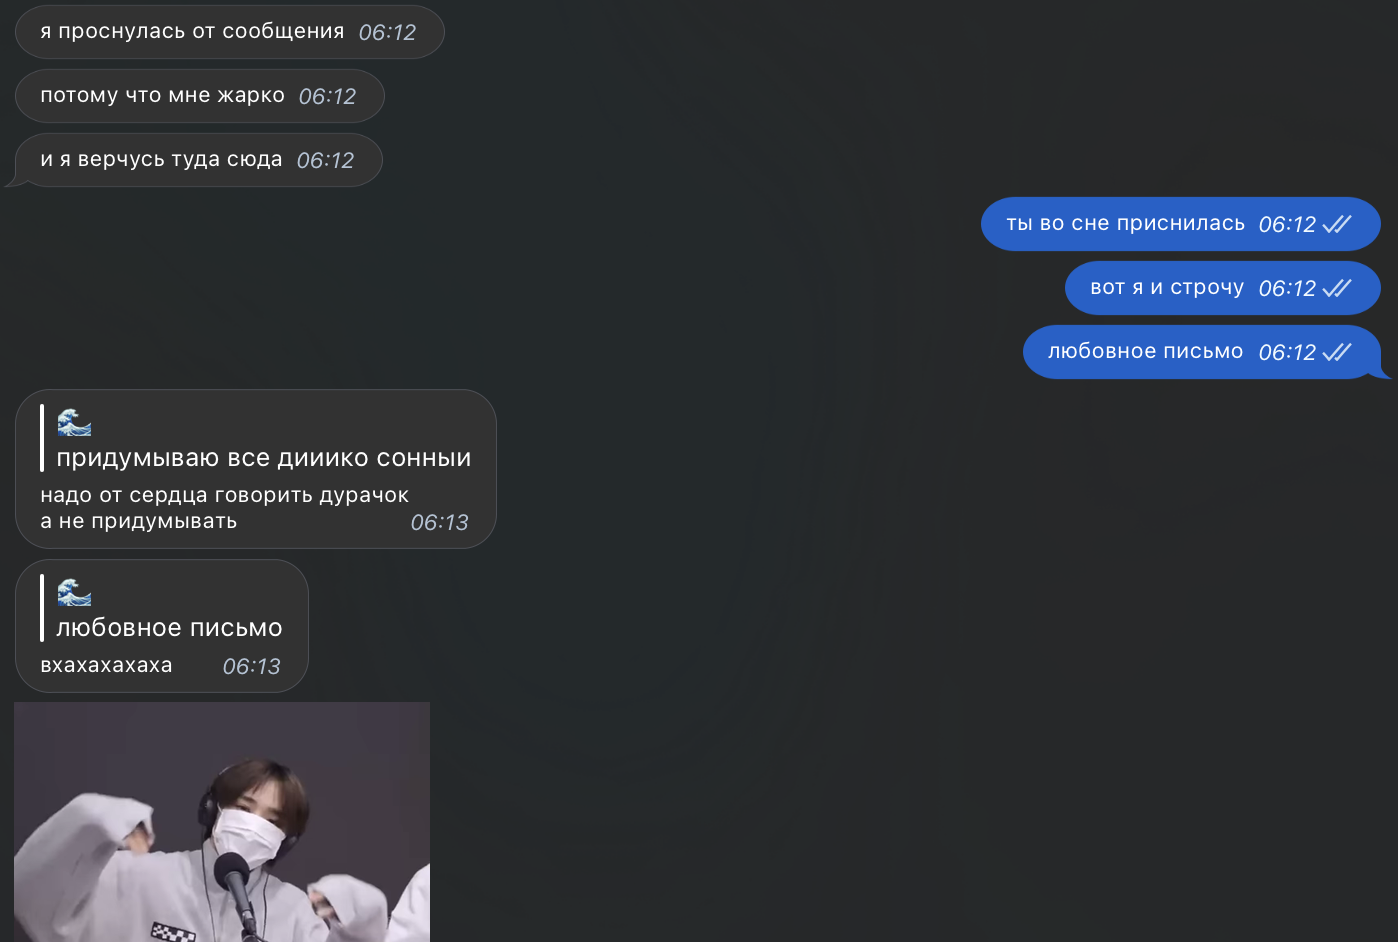 я проснулась от сообщения 06:12
потому что мне жарко 06:12
и я верчусь туда сюда 06:12
ты во сне приснилась 06:12
вот я и строчу 06:12
любовное письмо 06:12
🌊
придумываю все дииико сонныи
надо от сердца говорить дурачок
а не придумывать 06:13
🌊
любовное письмо
вхахахахаха 06:13